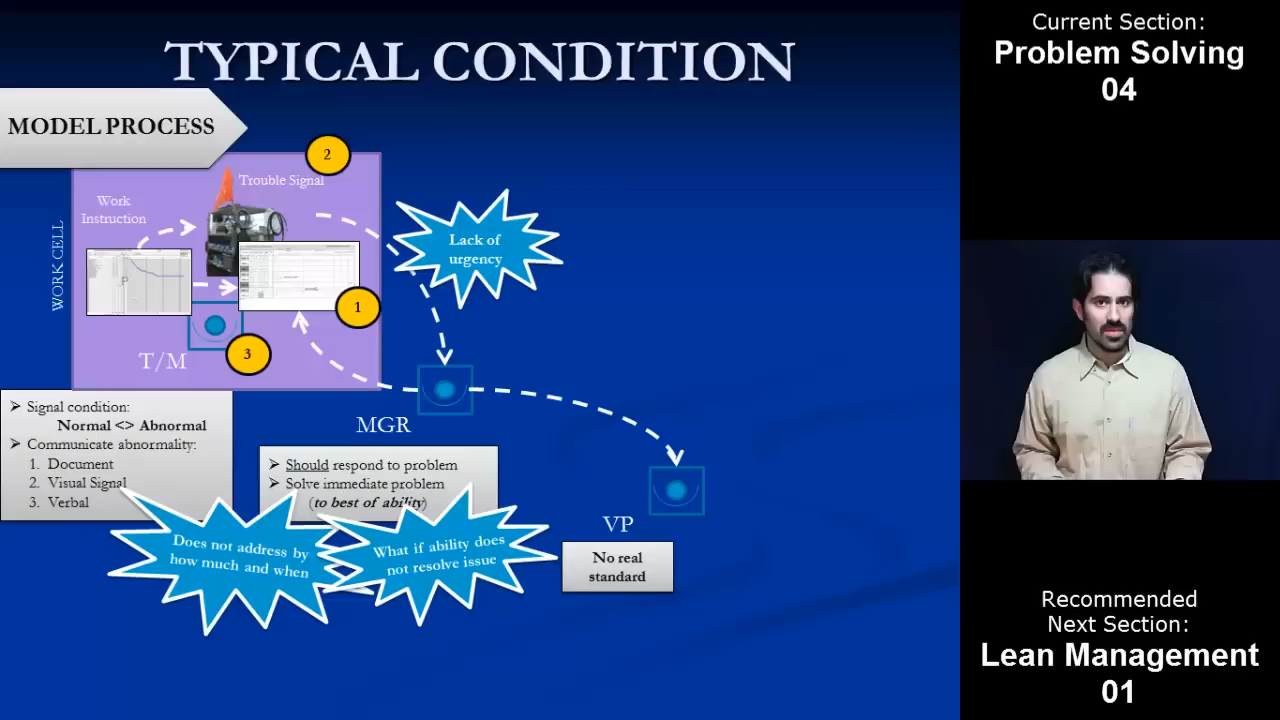 TYPICAL CONDITION
MODEL PROCESS
2
Trouble Signal
Work
Instruction
WORK CELL
1
3
T/M
Lack of
urgency
MGR
➢ Signal condition:
Normal <> Abnormal
➢ Communicate abnormality:
1. Document
2. Visual Signal
3. Verbal
➢ Should respond to problem
➢ Solve immediate problem
(to best of ability)
Does not address by
how much and when
What if ability does
not resolve issue
VP
No real
standard
Current Section:
Problem Solving
04
Recommended
Next Section:
Lean Management
01